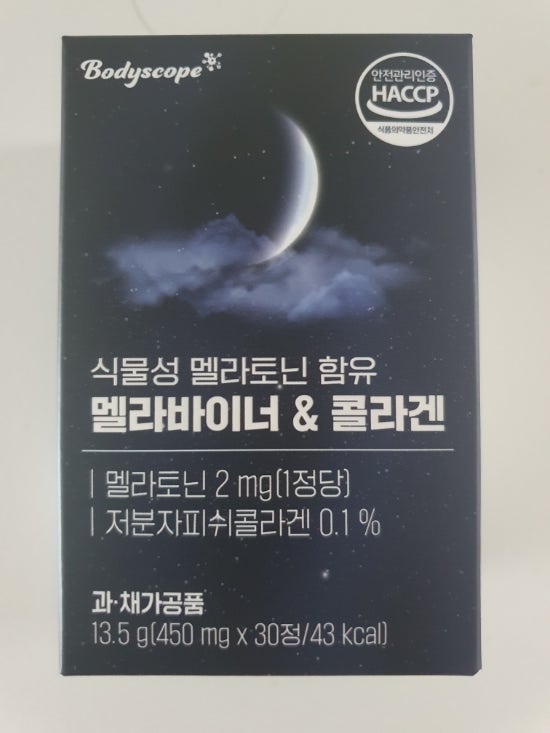 Bodyscope
안전관리인증
HACCP
식품의약품안전처
식물성 멜라토닌 함유
멜라바이너 & 콜라겐
멜라토닌 2 mg(1정당)
저분자피쉬콜라겐 0.1 %
과·채가공품
13.5 g(450 mg x 30정/43 kcal)